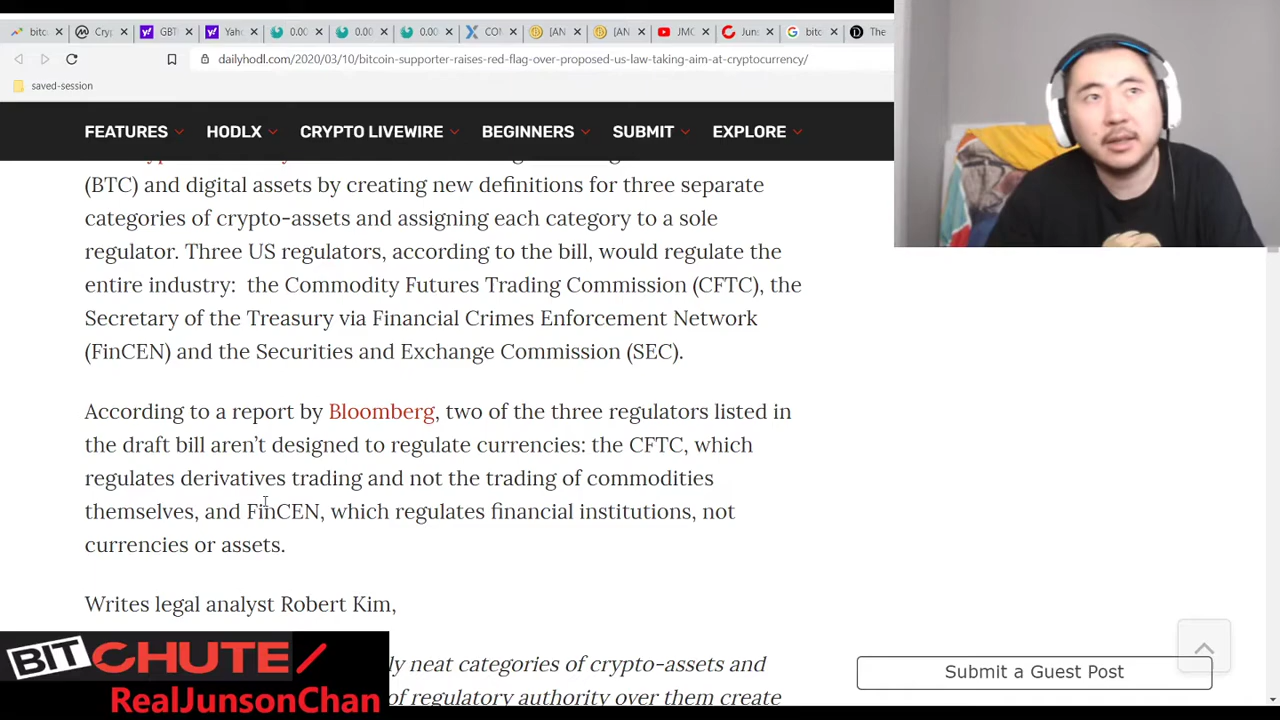 bitc
Cryp
GBT
Yaho
0.00
0.00
0.00
COI
[AN
[AN
JMC
Juns
bitc
The
dailyhodl.com/2020/03/10/bitcoin-supporter-raises-red-flag-over-proposed-us-law-taking-aim-at-cryptocurrency/
saved-session
FEATURES
HODLX
CRYPTO LIVEWIRE
BEGINNERS
SUBMIT
EXPLORE
(BTC) and digital assets by creating new definitions for three separate
categories of crypto-assets and assigning each category to a sole
regulator. Three US regulators, according to the bill, would regulate the
entire industry: the Commodity Futures Trading Commission (CFTC), the
Secretary of the Treasury via Financial Crimes Enforcement Network
(FinCEN) and the Securities and Exchange Commission (SEC).
According to a report by Bloomberg, two of the three regulators listed in
the draft bill aren't designed to regulate currencies: the CFTC, which
regulates derivatives trading and not the trading of commodities
themselves, and FinCEN, which regulates financial institutions, not
currencies or assets.
Writes legal analyst Robert Kim,
ly neat categories of crypto-assets and
of regulatory authority over them create
Submit a Guest Post
BIT CHUTE
RealJunsonChan